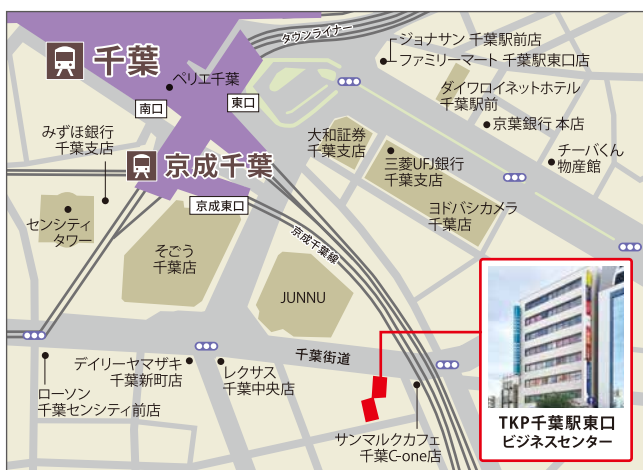 タウンライナー
ジョナサン 千葉駅前店
ファミリーマート 千葉駅東口店
千葉
ペリエ千葉
東口
南口
ダイワロイネットホテル
千葉駅前
京葉銀行 本店
みずほ銀行
千葉支店
大和証券
千葉支店
チーバくん
物産館
京成千葉
三菱UFJ銀行
千葉支店
ヨドバシカメラ
千葉店
京成東口
センシティ
タワー
京成千葉線
そごう
千葉店
JUNNU
千葉街道
デイリーヤマザキ
千葉新町店
レクサス
千葉中央店
ローソン
千葉センシティ前店
サンマルクカフェ
千葉C-one店
TKP千葉駅東口
ビジネスセンター